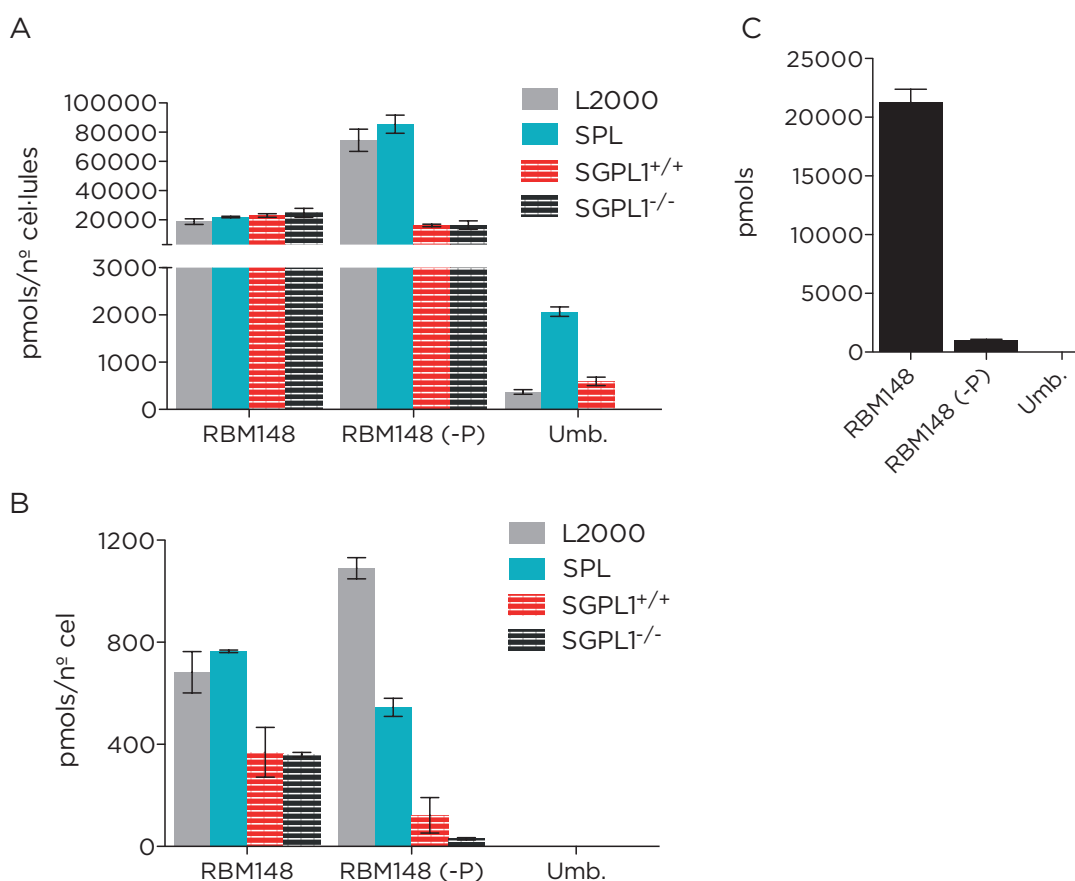 A
pmols/nº cèl·lules
100000
80000
60000
40000
20000
3000
2000
1000
0
L2000
SPL
SGPL1+/+
SGPL1-/-
RBM148
RBM148 (-P)
Umb.
C
pmols
25000
20000
15000
10000
5000
0
RBM148
RBM148 (-P)
Umb.
B
pmols/nº cel
1200
800
400
0
L2000
SPL
SGPL1+/+
SGPL1-/-
RBM148
RBM148 (-P)
Umb.